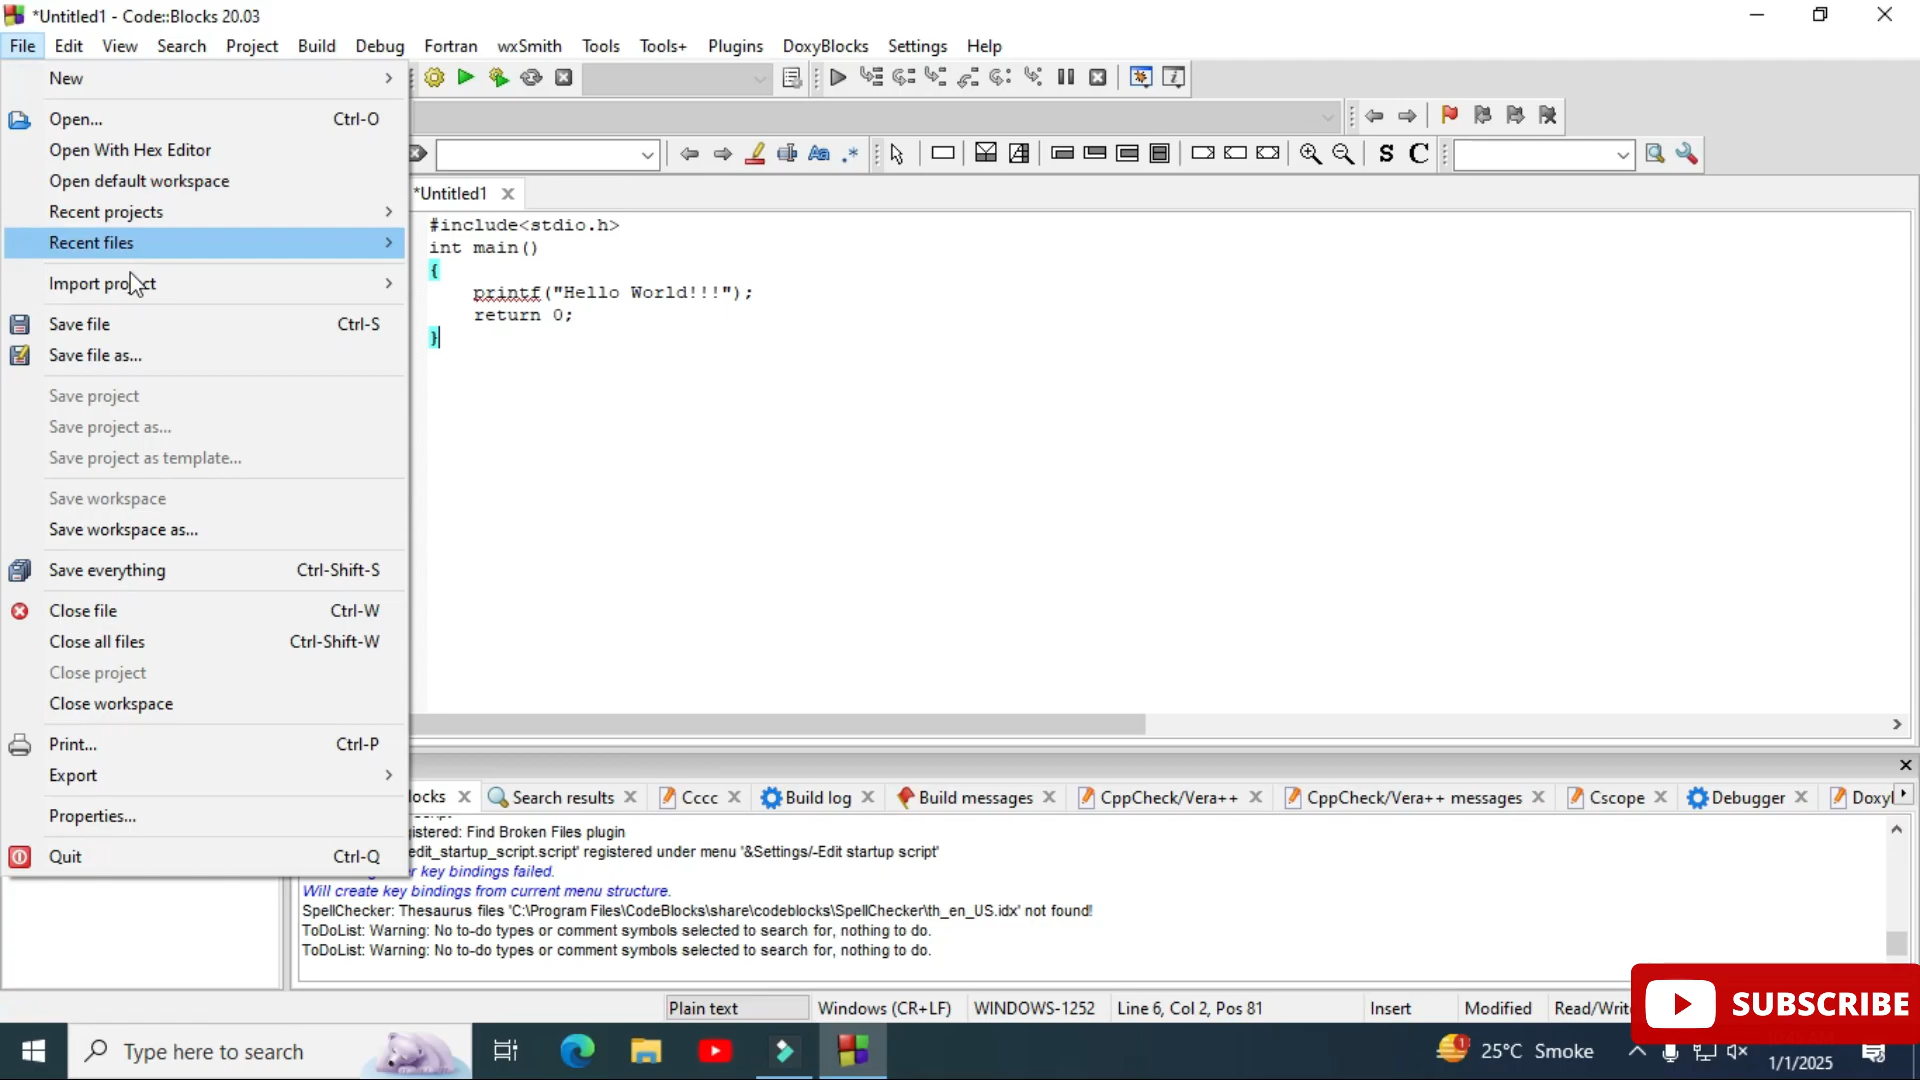 *Untitled1 - Code::Blocks 20.03
File Edit View Search Project Build Debug Fortran wxSmith Tools Tools+ Plugins DoxyBlocks Settings Help
New
Open... Ctrl-O
Open With Hex Editor
Open default workspace
Recent projects
Recent files
Import project
Save file Ctrl-S
Save file as...
Save project
Save project as...
Save project as template...
Save workspace
Save workspace as...
Save everything Ctrl-Shift-S
Close file Ctrl-W
Close all files Ctrl-Shift-W
Close project
Close workspace
Print... Ctrl-P
Export
Properties...
Quit Ctrl-Q
S C
*Untitled1
#include<stdio.h>
int main()
{
printf("Hello World!!!");
return 0;
}
locks Search results Cccc Build log Build messages CppCheck/Vera++ CppCheck/Vera++ messages Cscope Debugger Doxy
istered: Find Broken Files plugin
edit_startup_script.script' registered under menu '&Settings/-Edit startup script'
key bindings failed.
Will create key bindings from current menu structure.
SpellChecker: Thesaurus files 'C:\Program Files\CodeBlocks\share\codeblocks\SpellChecker\th_en_US.idx' not found!
ToDoList: Warning: No to-do types or comment symbols selected to search for, nothing to do.
ToDoList: Warning: No to-do types or comment symbols selected to search for, nothing to do.
Plain text Windows (CR+LF) WINDOWS-1252 Line 6, Col 2, Pos 81 Insert Modified Read/Writ
SUBSCRIBE
Type here to search
25°C Smoke
1/1/2025